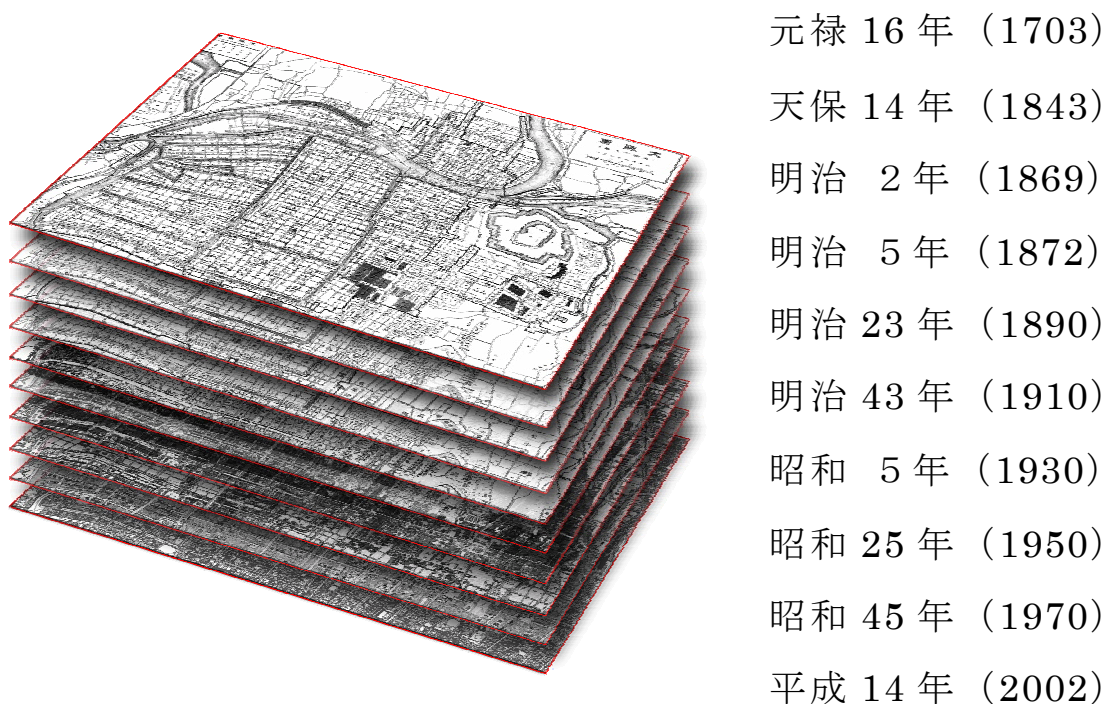 元禄 16 年（1703）
天保 14 年（1843）
明治 2 年（1869）
明治 5 年（1872）
明治 23 年（1890）
明治 43 年（1910）
昭和 5 年（1930）
昭和 25 年（1950）
昭和 45 年（1970）
平成 14 年（2002）